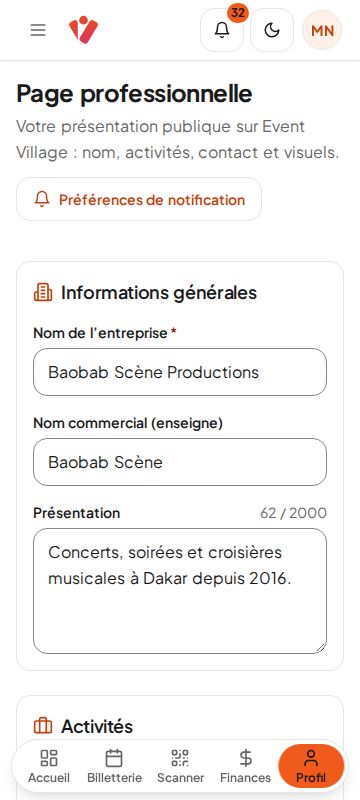 32
MN
Page professionnelle
Votre présentation publique sur Event
Village : nom, activités, contact et visuels.
Préférences de notification
Informations générales
Nom de l’entreprise *
Baobab Scène Productions
Nom commercial (enseigne)
Baobab Scène
Présentation 62 / 2000
Concerts, soirées et croisières
musicales à Dakar depuis 2016.
Activités
Accueil Billetterie Scanner Finances Profil